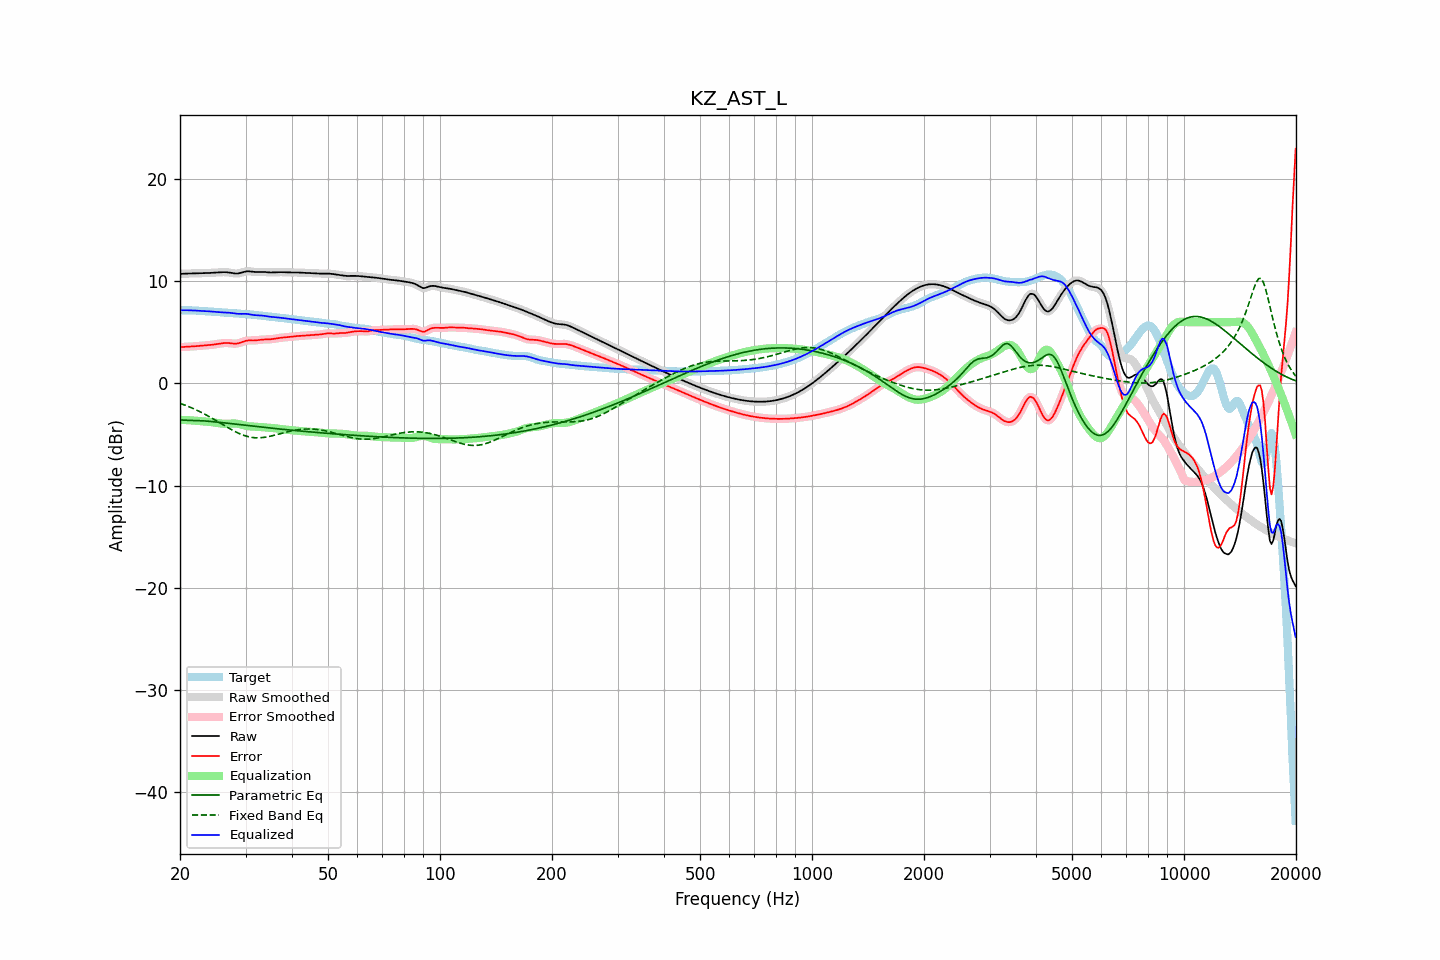 KZ_AST_L
Amplitude (dBr)
20
10
0
−10
−20
−30
−40
Target
Raw Smoothed
Error Smoothed
Raw
Error
Equalization
Parametric Eq
Fixed Band Eq
Equalized
20 50 100 200 500 1000 2000 5000 10000 20000
Frequency (Hz)